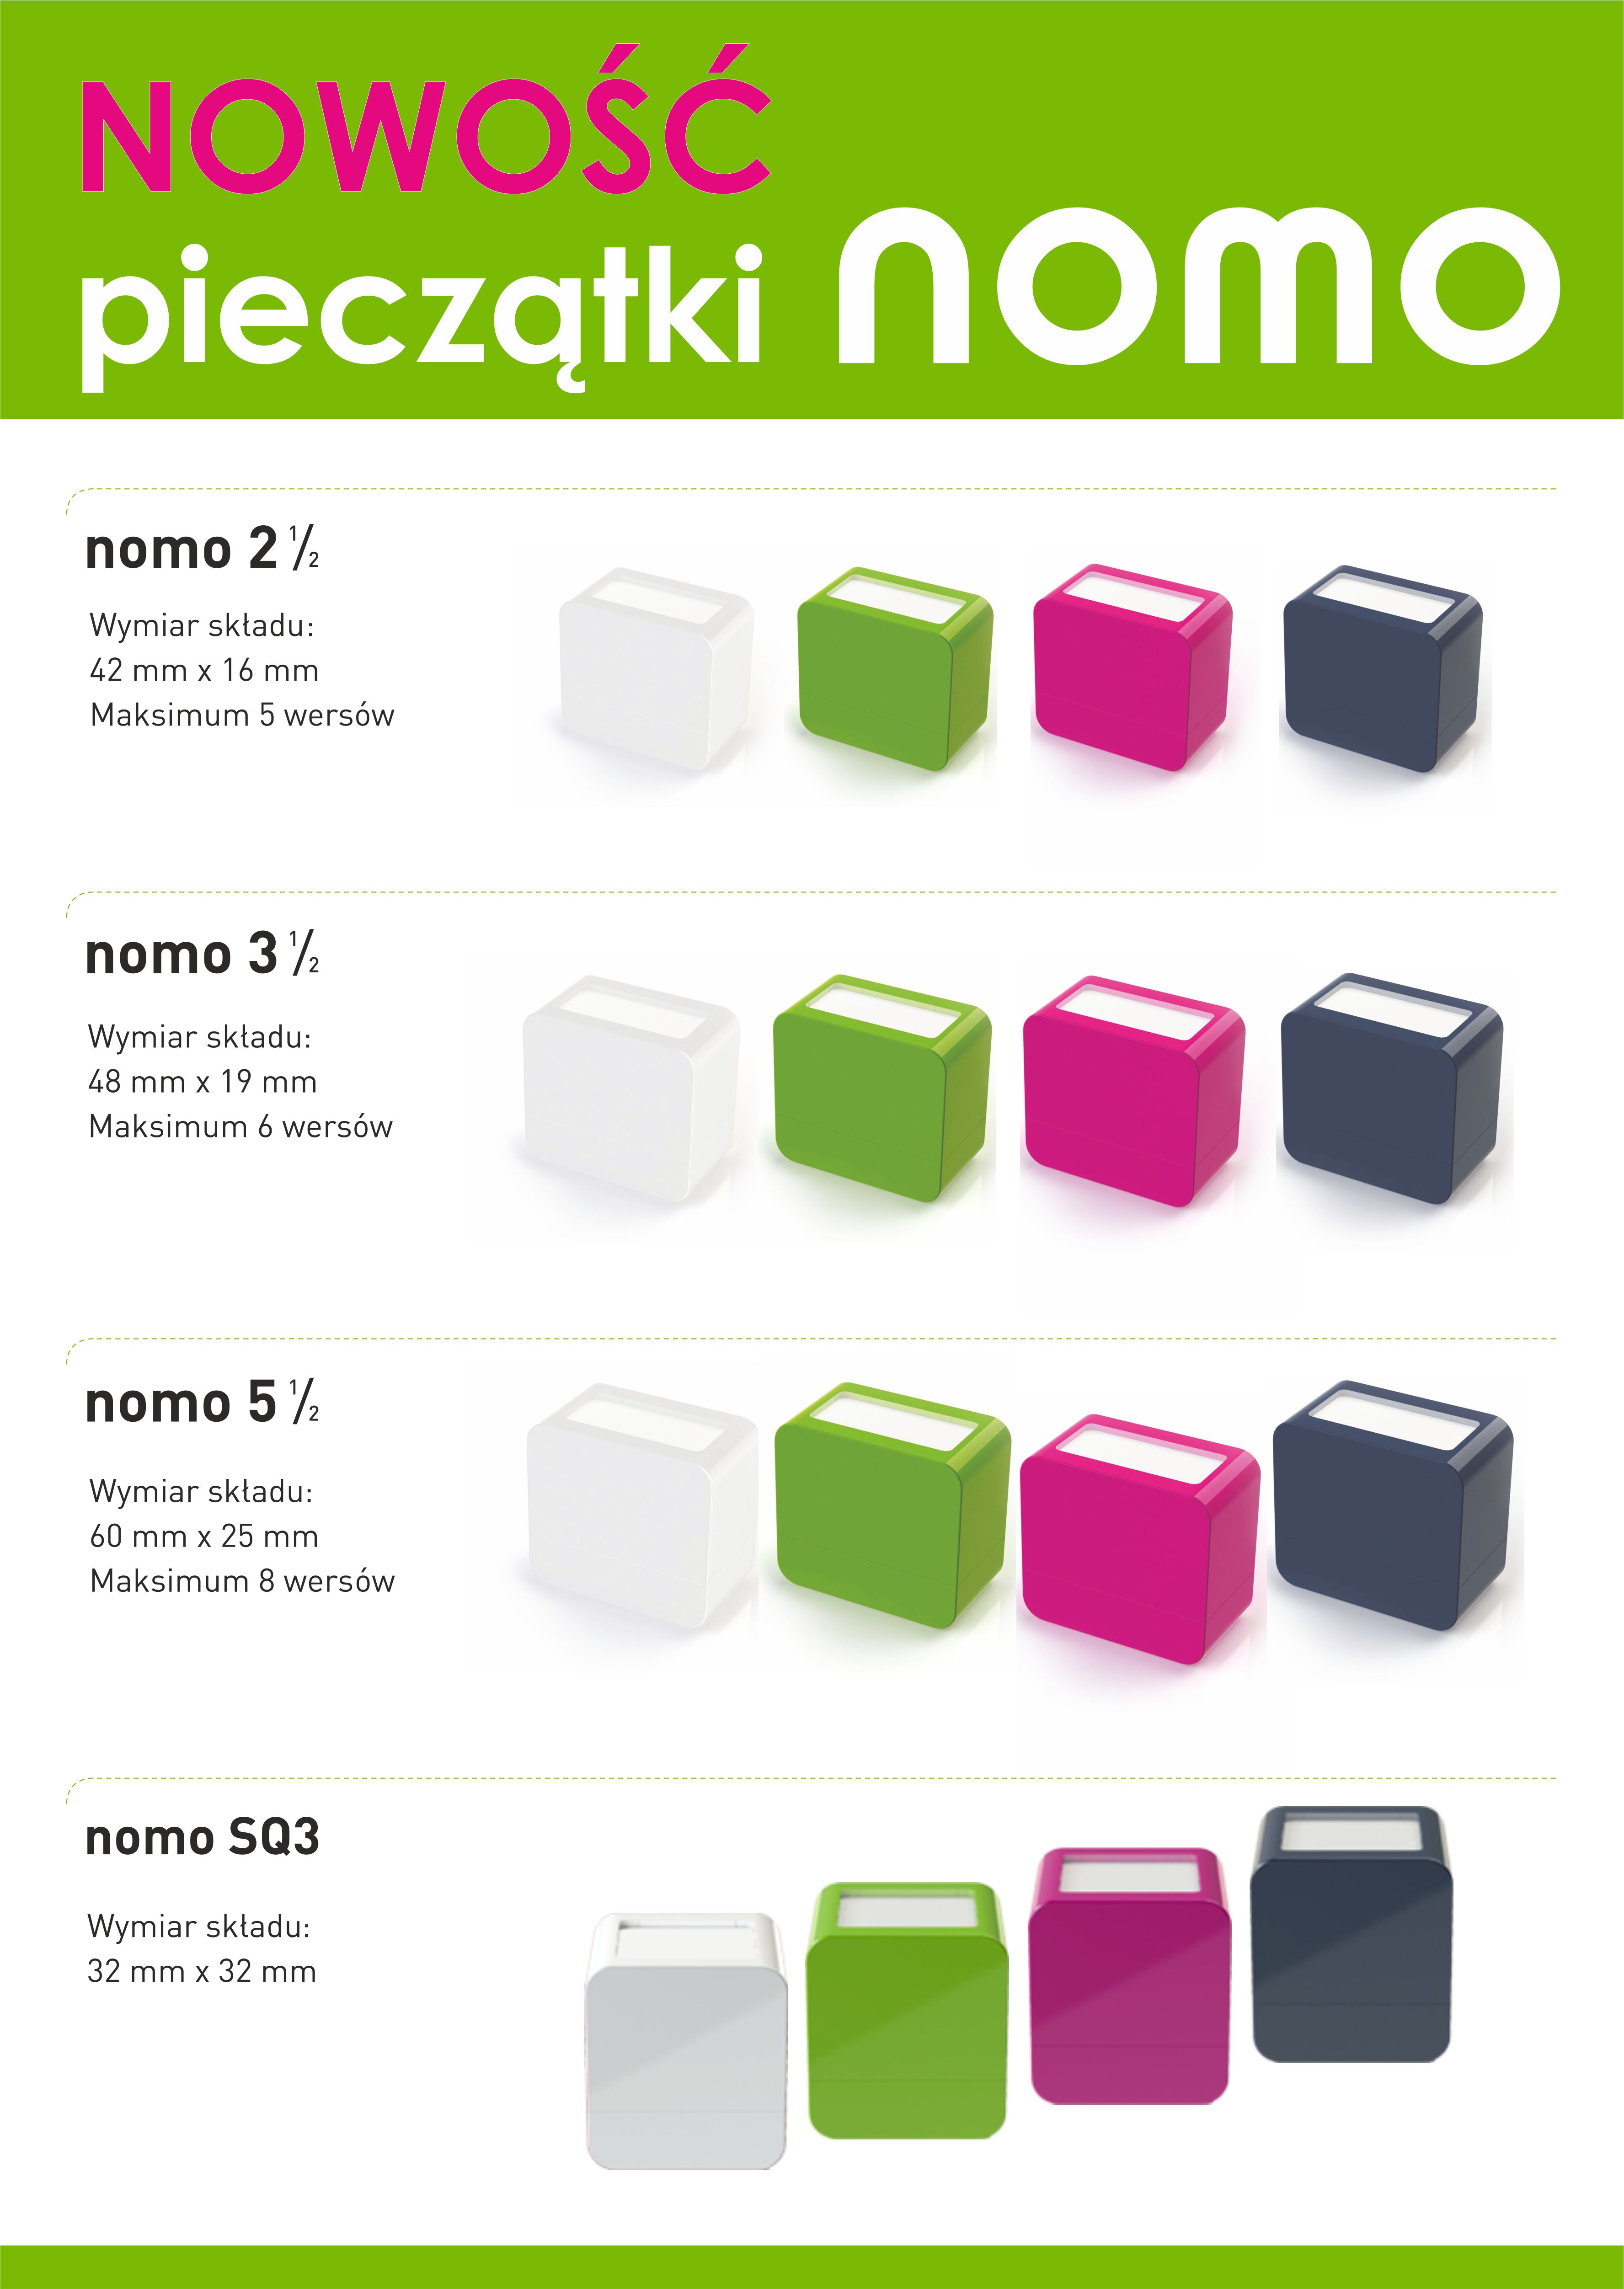 NOWOŚĆ
pieczątki nomo
nomo 2 1/2
Wymiar składu:
42 mm x 16 mm
Maksimum 5 wersów
nomo 3 1/2
Wymiar składu:
48 mm x 19 mm
Maksimum 6 wersów
nomo 5 1/2
Wymiar składu:
60 mm x 25 mm
Maksimum 8 wersów
nomo SQ3
Wymiar składu:
32 mm x 32 mm